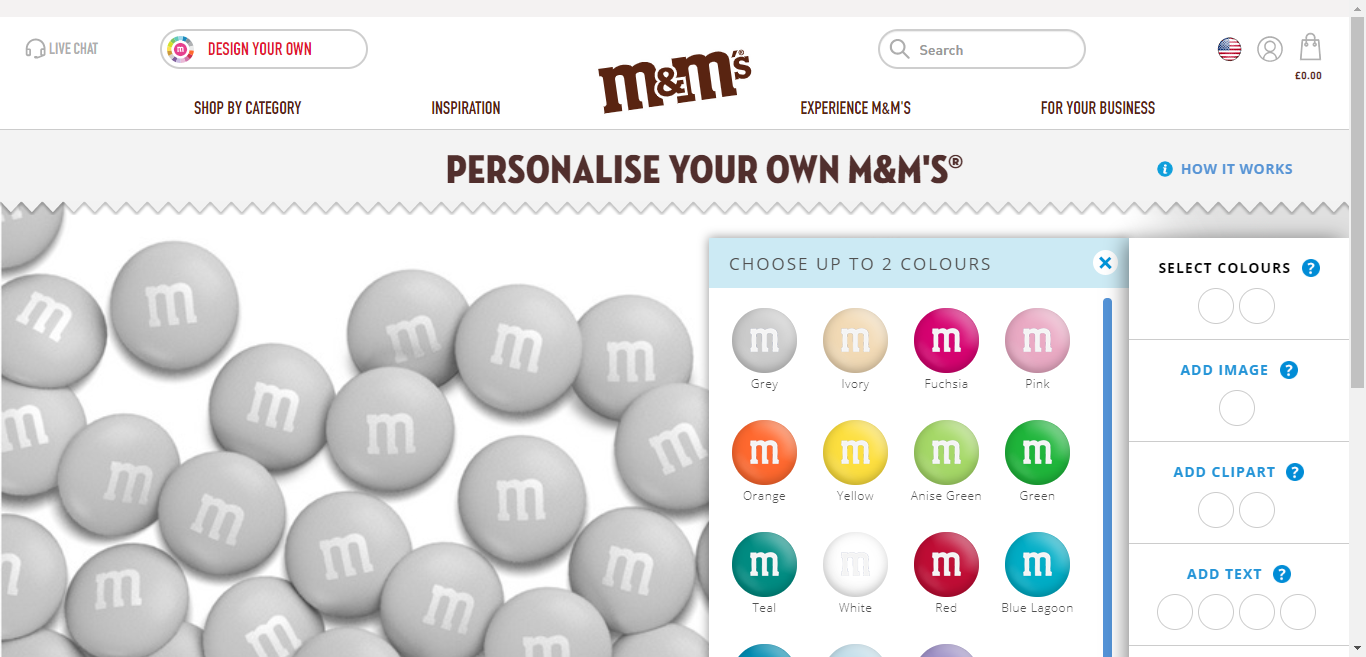 LIVE CHAT
DESIGN YOUR OWN
m&m's®
Search
£0.00
SHOP BY CATEGORY
INSPIRATION
EXPERIENCE M&M'S
FOR YOUR BUSINESS
PERSONALISE YOUR OWN M&M'S®
HOW IT WORKS
CHOOSE UP TO 2 COLOURS
Grey
Ivory
Fuchsia
Pink
Orange
Yellow
Anise Green
Green
Teal
White
Red
Blue Lagoon
SELECT COLOURS ?
ADD IMAGE ?
ADD CLIPART ?
ADD TEXT ?